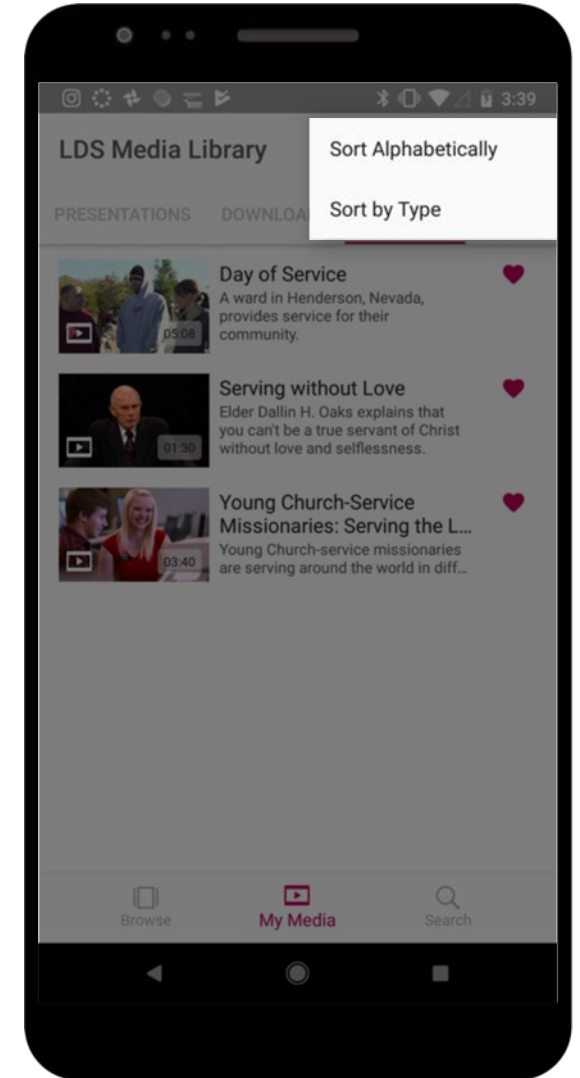 3:39
LDS Media Library
Sort Alphabetically
Sort by Type
PRESENTATIONS
Day of Service
A ward in Henderson, Nevada,
provides service for their
community.
05:08
Serving without Love
Elder Dallin H. Oaks explains that
you can't be a true servant of Christ
without love and selflessness.
01:30
Young Church-Service
Missionaries: Serving the L...
Young Church-service missionaries
are serving around the world in diff...
03:40
Browse
My Media
Search